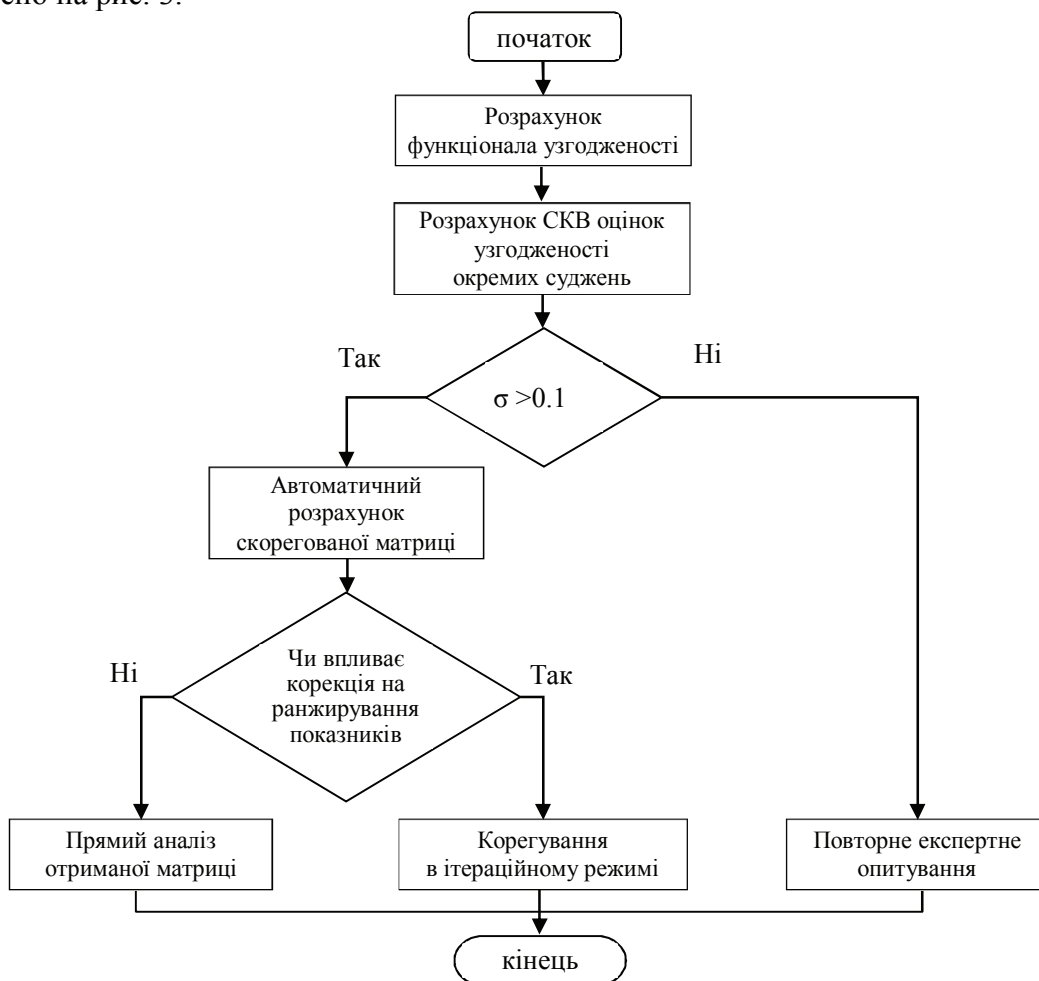 на рис. 3.
початок
Розрахунок
функціонала узгодженості
Розрахунок СКВ оцінок
узгодженості
окремих суджень
Так
Ні
σ >0.1
Автоматичний
розрахунок
скорегованої матриці
Ні
Чи впливає
корекція на
ранжирування
показників
Так
Прямий аналіз
отриманої матриці
Корегування
в ітераційному режимі
Повторне експертне
опитування
кінець